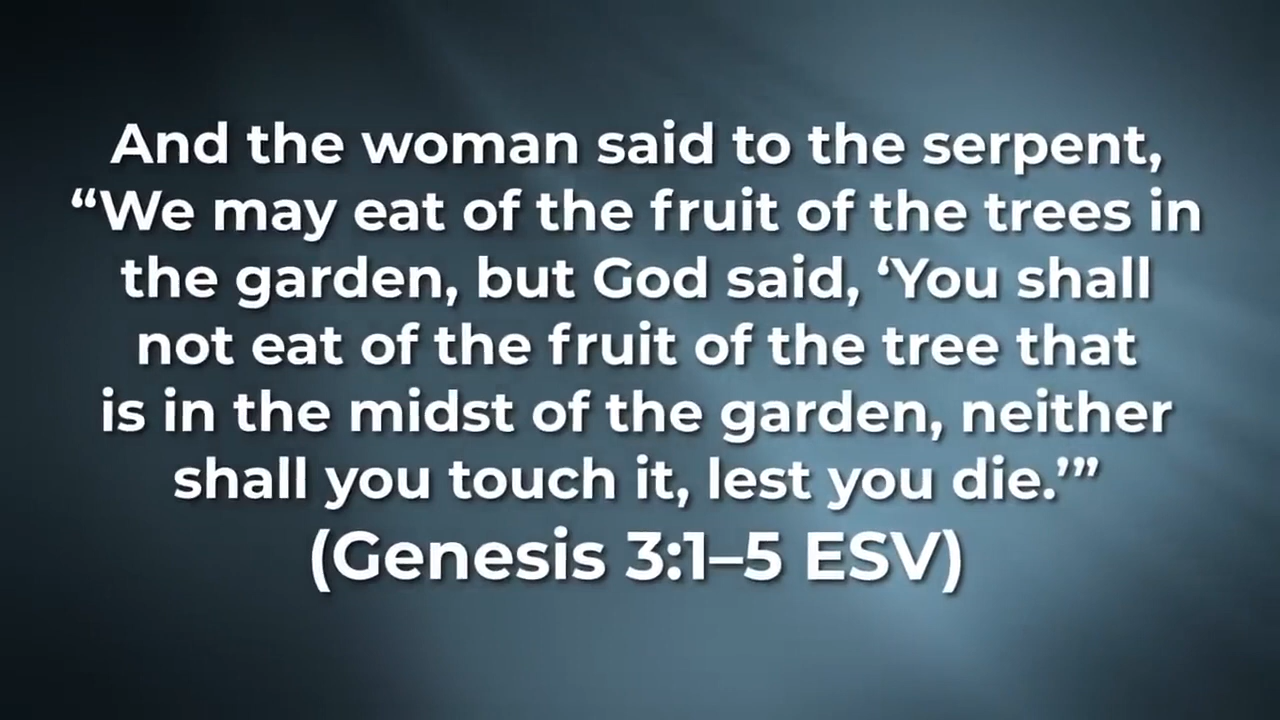 And the woman said to the serpent,
“We may eat of the fruit of the trees in
the garden, but God said, ‘You shall
not eat of the fruit of the tree that
is in the midst of the garden, neither
shall you touch it, lest you die.’”
(Genesis 3:1–5 ESV)